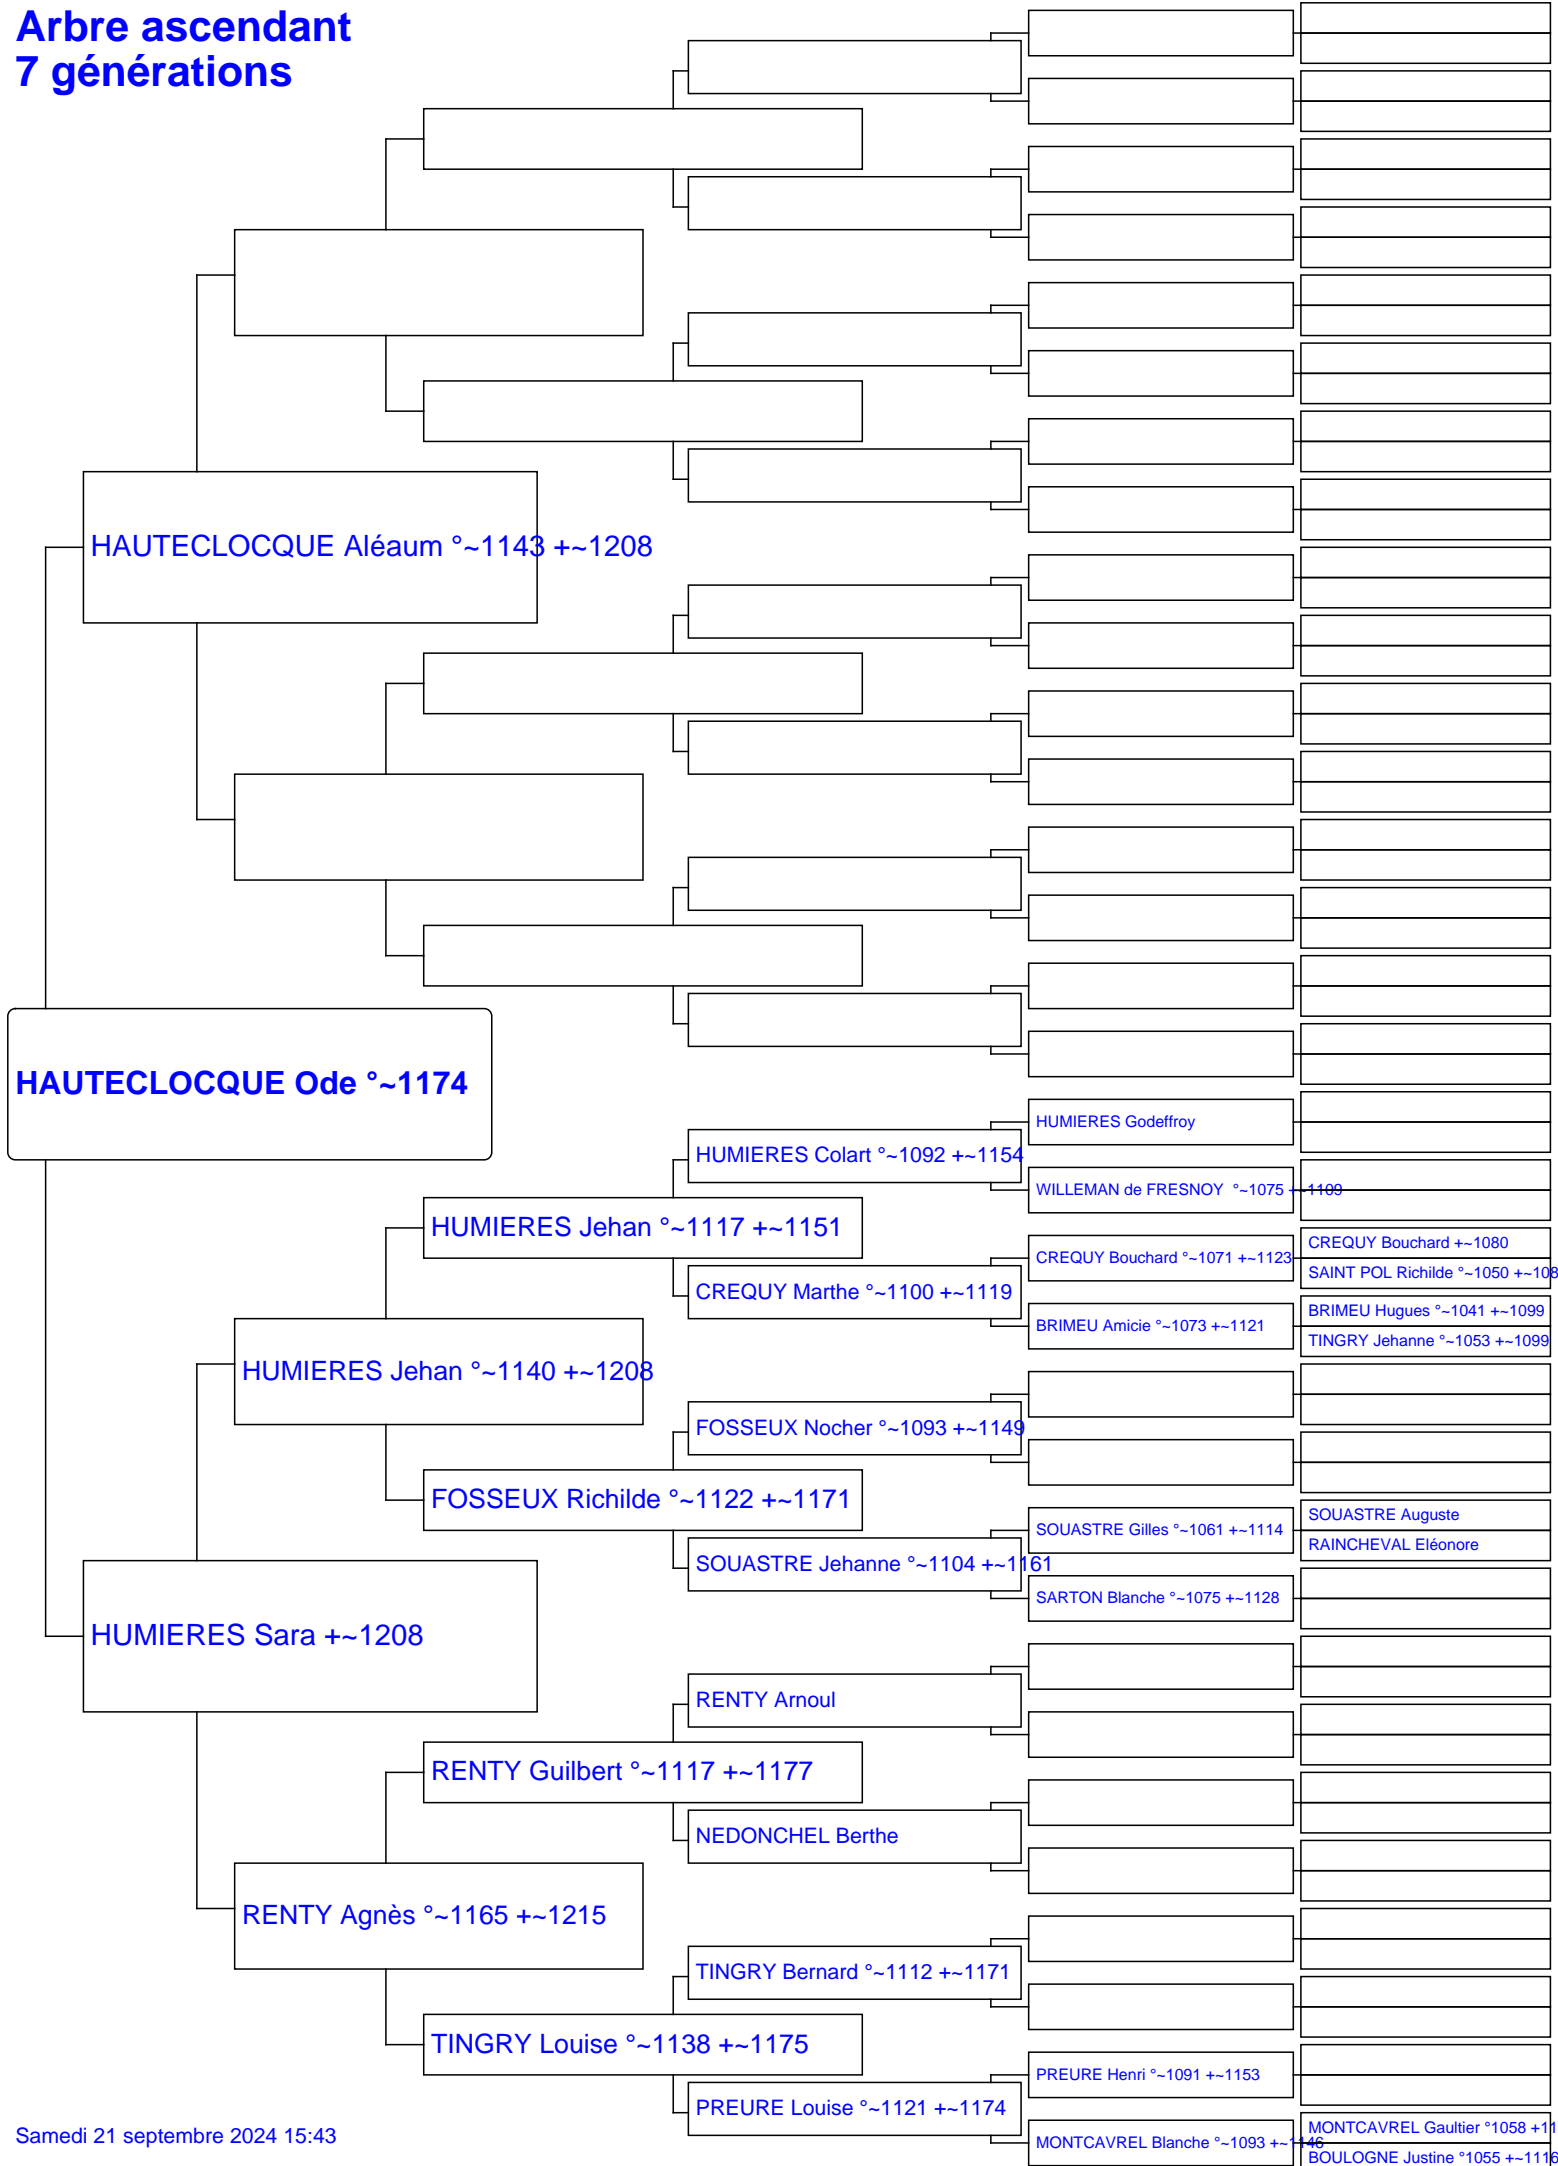 Arbre ascendant
7 générations
HAUTECLOCQUE Aléaum °~1143 +~1208
HAUTECLOCQUE Ode °~1174
HUMIERES Godeffroy
HUMIERES Colart °~1092 +~1154
WILLEMAN de FRESNOY °~1075 +~1109
HUMIERES Jehan °~1117 +~1151
CREQUY Bouchard +~1080
CREQUY Bouchard °~1071 +~1123
SAINT POL Richilde °~1050 +~108
CREQUY Marthe °~1100 +~1119
BRIMEU Hugues °~1041 +~1099
BRIMEU Amicie °~1073 +~1121
TINGRY Jehanne °~1053 +~1099
HUMIERES Jehan °~1140 +~1208
FOSSEUX Nocher °~1093 +~1149
FOSSEUX Richilde °~1122 +~1171
SOUASTRE Auguste
SOUASTRE Gilles °~1061 +~1114
RAINCHEVAL Eléonore
SOUASTRE Jehanne °~1104 +~1161
SARTON Blanche °~1075 +~1128
HUMIERES Sara +~1208
RENTY Arnoul
RENTY Guilbert °~1117 +~1177
NEDONCHEL Berthe
RENTY Agnès °~1165 +~1215
TINGRY Bernard °~1112 +~1171
TINGRY Louise °~1138 +~1175
PREURE Henri °~1091 +~1153
PREURE Louise °~1121 +~1174
MONTCAVREL Gaultier °1058 +11
MONTCAVREL Blanche °~1093 +~1146
BOULOGNE Justine °1055 +~1116
Samedi 21 septembre 2024 15:43